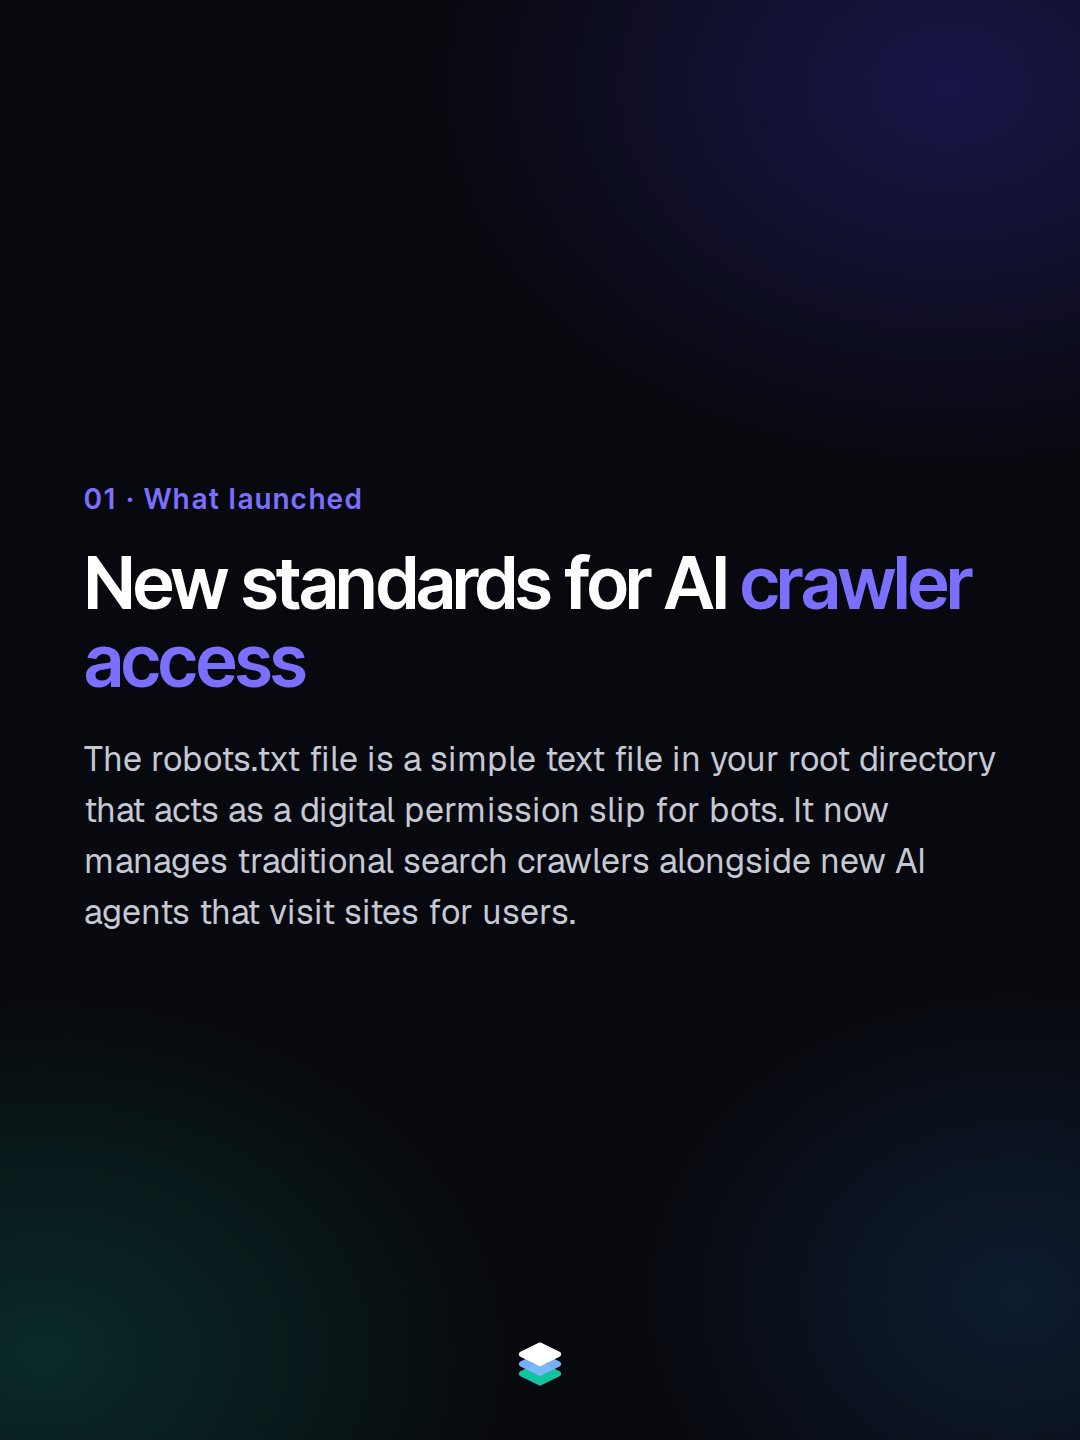 01 · What launched
New standards for AI crawler
access
The robots.txt file is a simple text file in your root directory
that acts as a digital permission slip for bots. It now
manages traditional search crawlers alongside new AI
agents that visit sites for users.